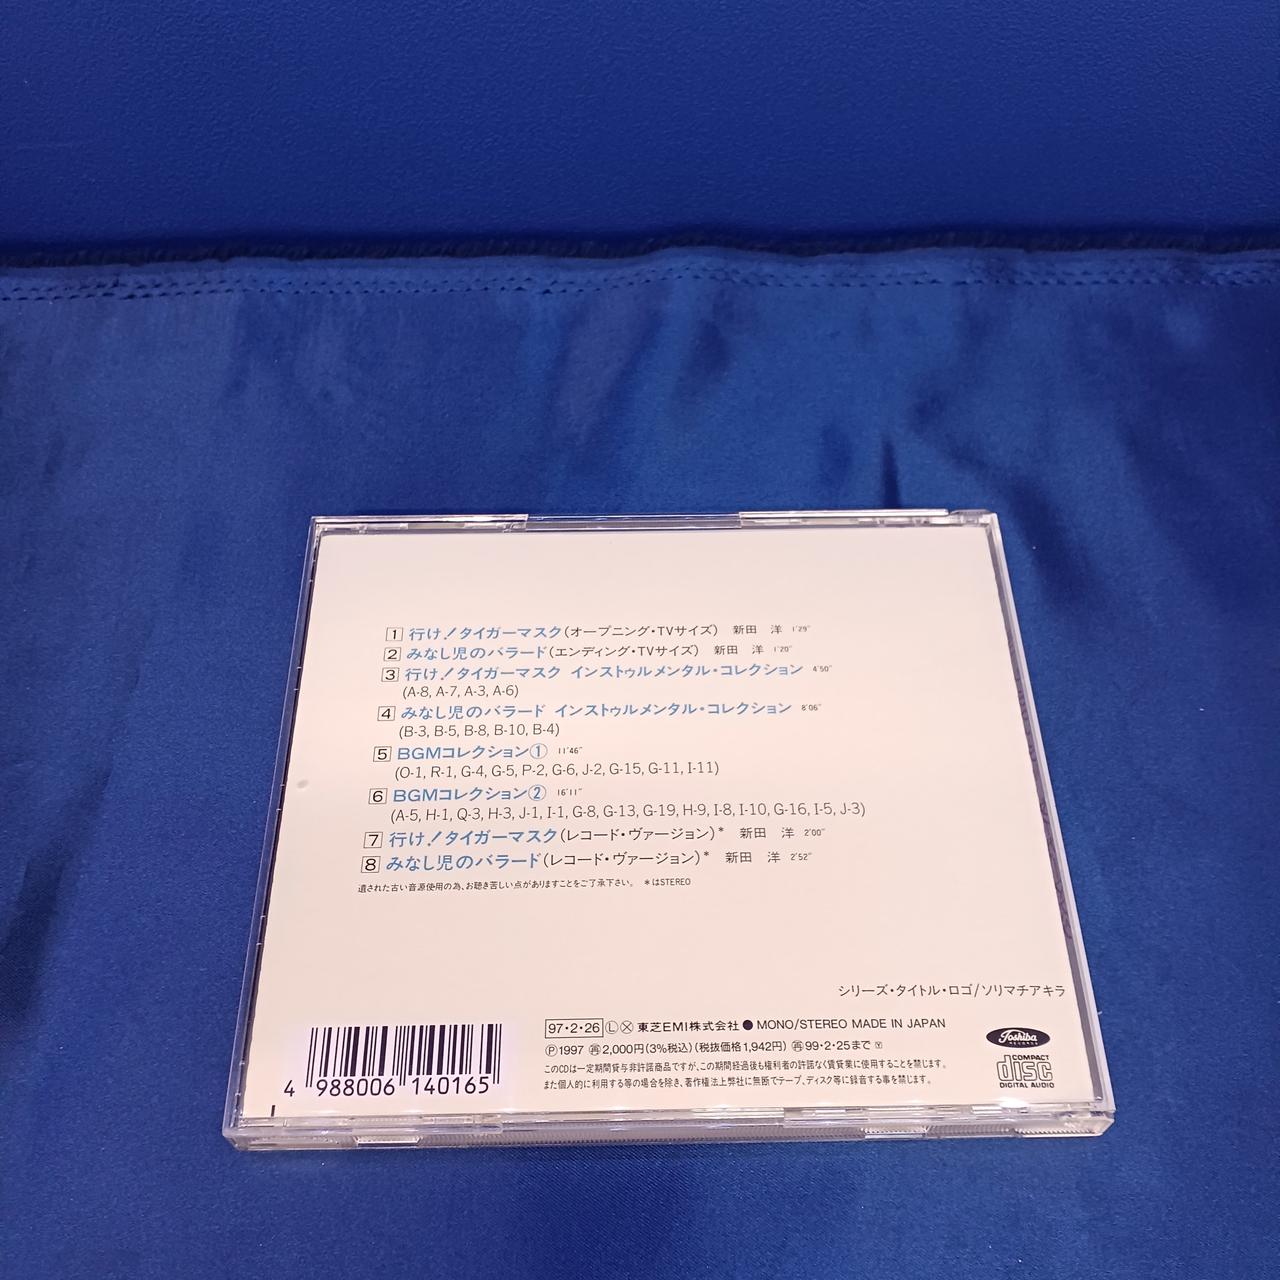 1 行け!タイガーマスク(オープニング・TVサイズ) 新田 洋 1'29"
2 みなし児のバラード(エンディング・TVサイズ) 新田 洋 1'20"
3 行け!タイガーマスク インストゥルメンタル・コレクション 4'50"
(A-8, A-7, A-3, A-6)
4 みなし児のバラード インストゥルメンタル・コレクション 8'06"
(B-3, B-5, B-8, B-10, B-4)
5 BGMコレクション① 11'46"
(O-1, R-1, G-4, G-5, P-2, G-6, J-2, G-15, G-11, I-11)
6 BGMコレクション② 16'11"
(A-5, H-1, Q-3, H-3, J-1, I-1, G-8, G-13, G-19, H-9, I-8, I-10, G-16, I-5, J-3)
7 行け!タイガーマスク(レコード・ヴァージョン)* 新田 洋 2'00"
8 みなし児のバラード(レコード・ヴァージョン)* 新田 洋 2'52"
遺された古い音源使用の為、お聴き苦しい点がありますことをご了承下さい。 *はSTEREO
シリーズ・タイトル・ロゴ/ソリマチアキラ
97・2・26 Ⓛ Ⓧ 東芝EMI株式会社 ● MONO/STEREO MADE IN JAPAN
Ⓟ1997 再 2,000円(3%税込)(税抜価格1,942円) 再 99・2・25まで Y
このCDは一定期間貸与非許諾商品ですが、この期間経過後も権利者の許諾なく賃貸業に使用することを禁じます。
また個人的に利用する等の場合を除き、著作権法上弊社に無断でテープ、ディスク等に録音する事を禁じます。
Toshiba
RECORDS
COMPACT
disc
DIGITAL AUDIO
4 988006 140165